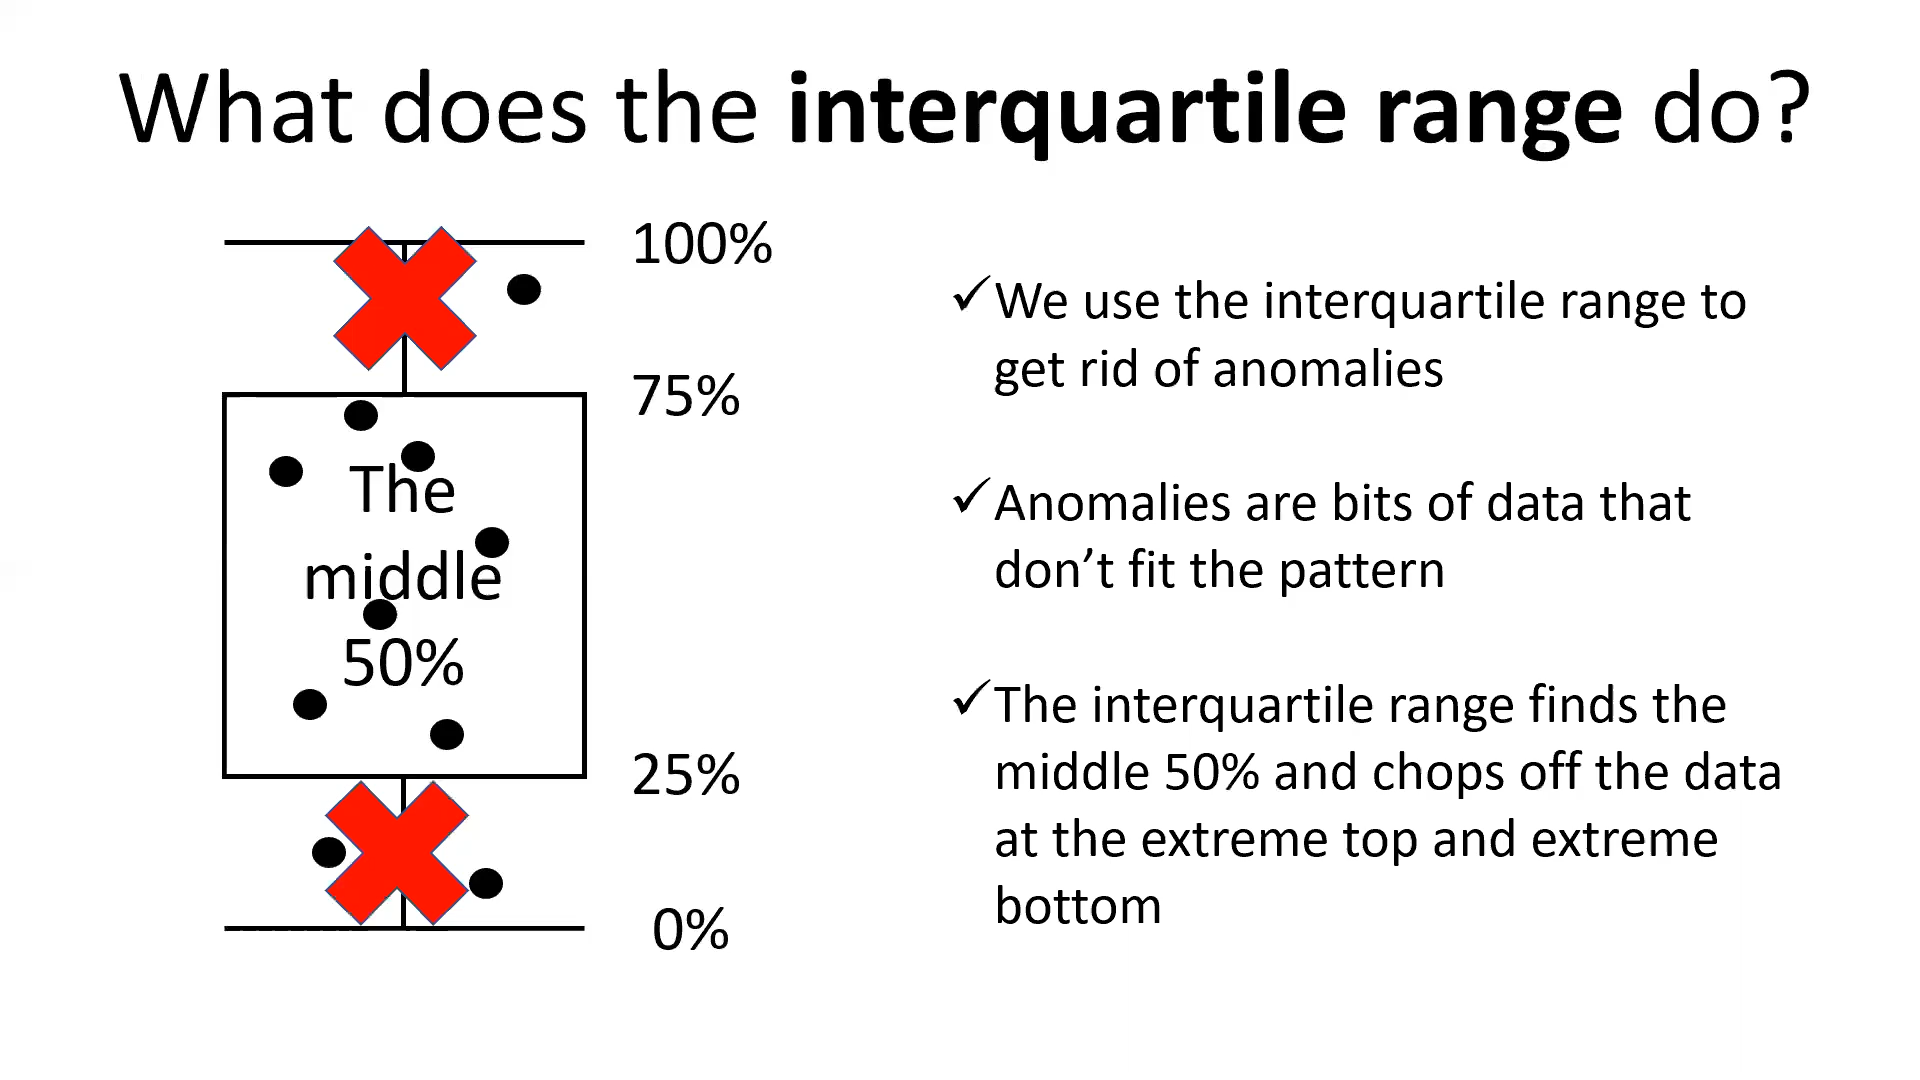 What does the interquartile range do?
100%
75%
The
middle
50%
25%
0%
✓We use the interquartile range to
get rid of anomalies
✓Anomalies are bits of data that
don’t fit the pattern
✓The interquartile range finds the
middle 50% and chops off the data
at the extreme top and extreme
bottom